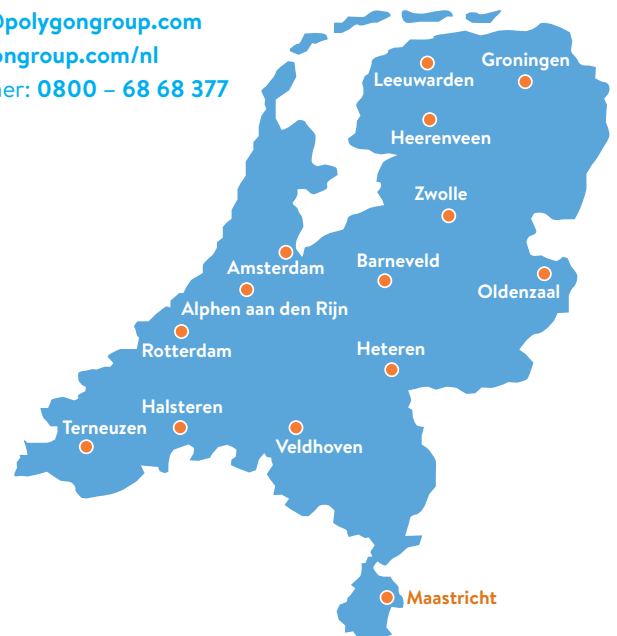 polygongroup.com
ongroup.com/nl
0800 – 68 68 377
Groningen
Leeuwarden
Heerenveen
Zwolle
Barneveld
Amsterdam
Oldenzaal
Alphen aan den Rijn
Rotterdam
Heteren
Halsteren
Terneuzen
Veldhoven
Maastricht